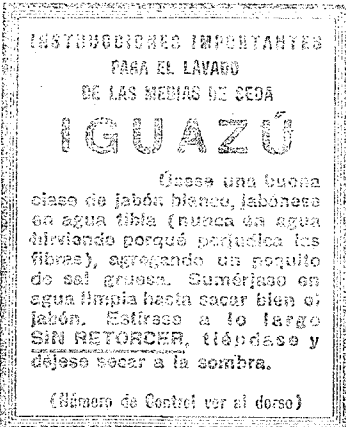 INSTRUCCIONES IMPORTANTES
PARA EL LAVADO
DE LAS MEDIAS DE SEDA
IGUAZÚ
Úsese una buena
clase de jabón blanco, jabónese
en agua tibia (nunca en agua
hirviendo porqué perjudica las
fibras), agregando un poquito
de sal gruesa. Sumérjase en
agua limpia hasta sacar bien el
jabón. Estírese a lo largo
SIN RETORCER, tiéndase y
déjese secar a la sombra.
(Número de Control ver al dorso)